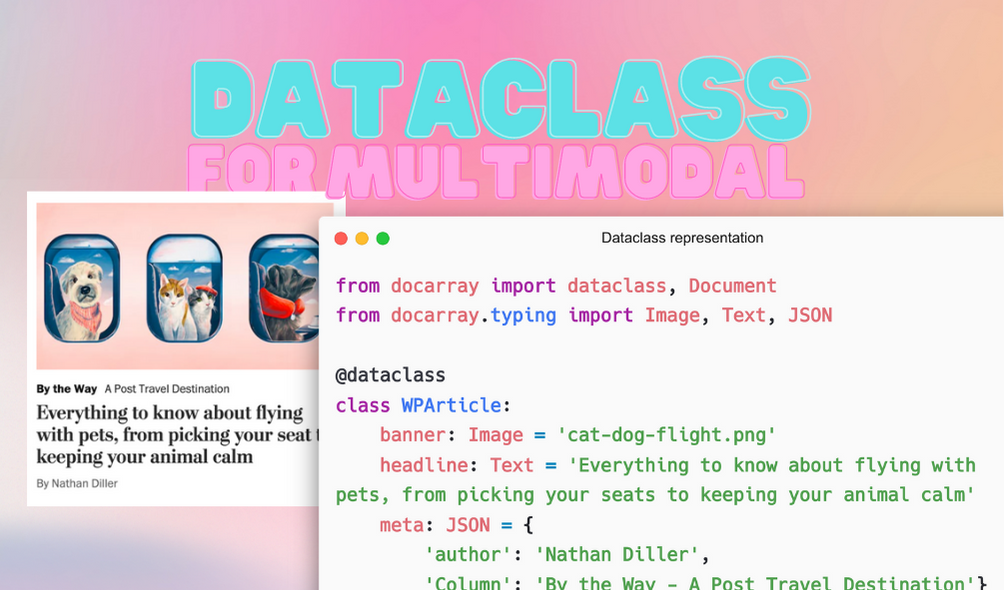 DATACLASS
FOR MULTIMODAL
By the Way A Post Travel Destination
Everything to know about flying
with pets, from picking your seat
keeping your animal calm
By Nathan Diller
Dataclass representation
from docarray import dataclass, Document
from docarray.typing import Image, Text, JSON
@dataclass
class WPArticle:
    banner: Image = 'cat-dog-flight.png'
    headline: Text = 'Everything to know about flying with
pets, from picking your seats to keeping your animal calm'
    meta: JSON = {
        'author': 'Nathan Diller',
        'Column': 'By the Way - A Post Travel Destination'}